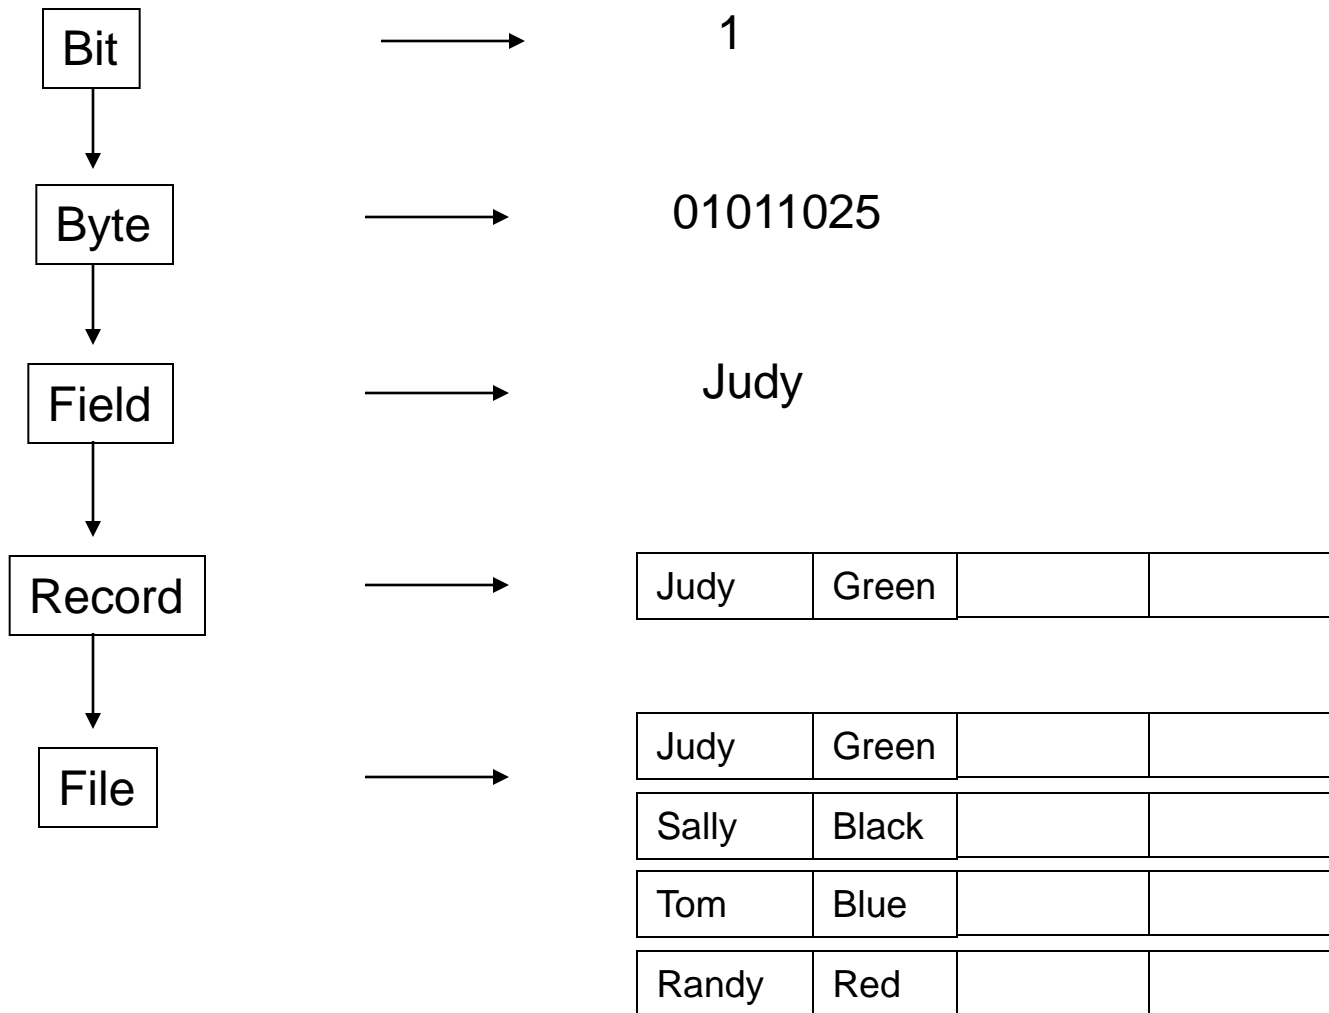 Bit 1
Byte 01011025
Field Judy
Record Judy Green
File Judy Green
Sally Black
Tom Blue
Randy Red